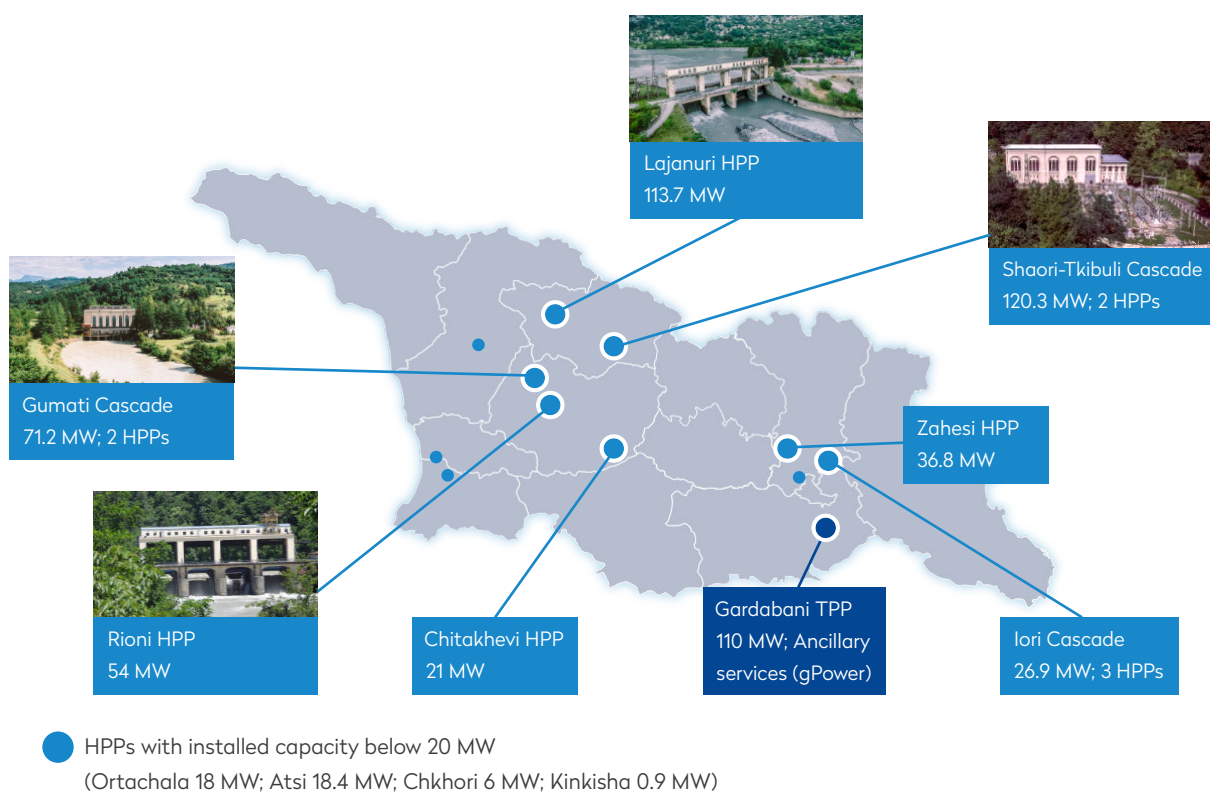 Lajanuri HPP
113.7 MW
Shaori-Tkibuli Cascade
120.3 MW; 2 HPPs
Gumati Cascade
71.2 MW; 2 HPPs
Zahesi HPP
36.8 MW
Rioni HPP
54 MW
Chitakhevi HPP
21 MW
Gardabani TPP
110 MW; Ancillary
services (gPower)
Iori Cascade
26.9 MW; 3 HPPs
HPPs with installed capacity below 20 MW
(Ortachala 18 MW; Atsi 18.4 MW; Chkhori 6 MW; Kinkisha 0.9 MW)